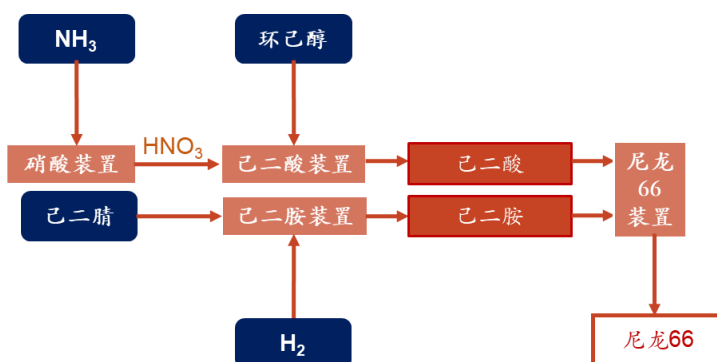 NH₃
环己醇
HNO₃
硝酸装置
己二酸装置
己二酸
尼龙
66
装置
己二腈
己二胺装置
己二胺
H₂
尼龙66